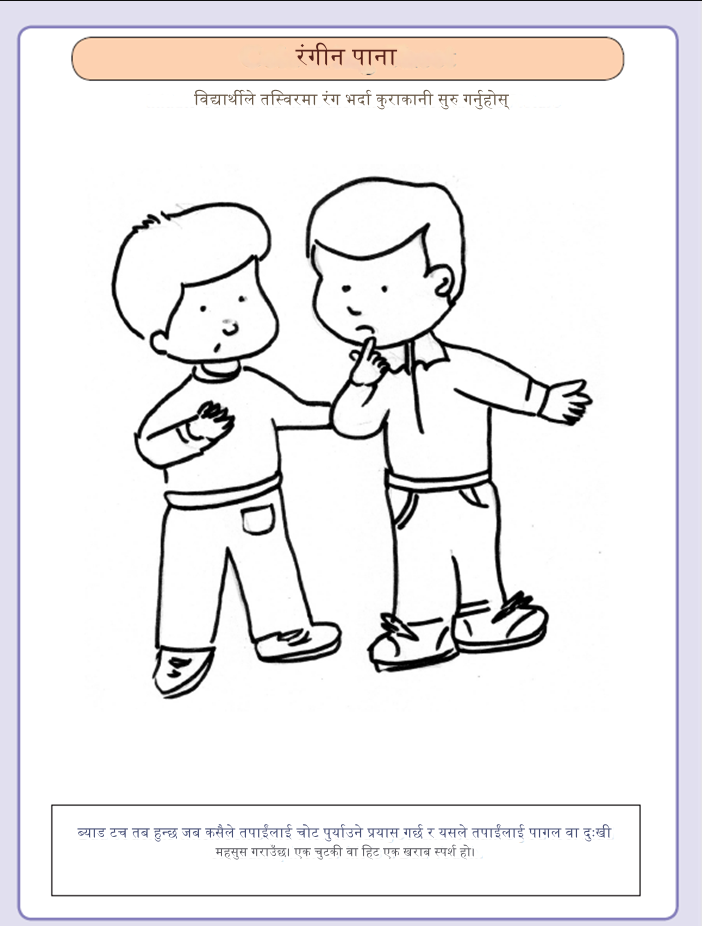 रंगीन पाना
विद्यार्थीले तस्विरमा रंग भर्दा कुराकानी सुरु गर्नुहोस्
ब्याड टच तब हुन्छ जब कसैले तपाईंलाई चोट पुर्याउने प्रयास गर्छ र यसले तपाईंलाई पागल वा दुःखी
महसुस गराउँछ। एक चुटकी वा हिट एक खराब स्पर्श हो।